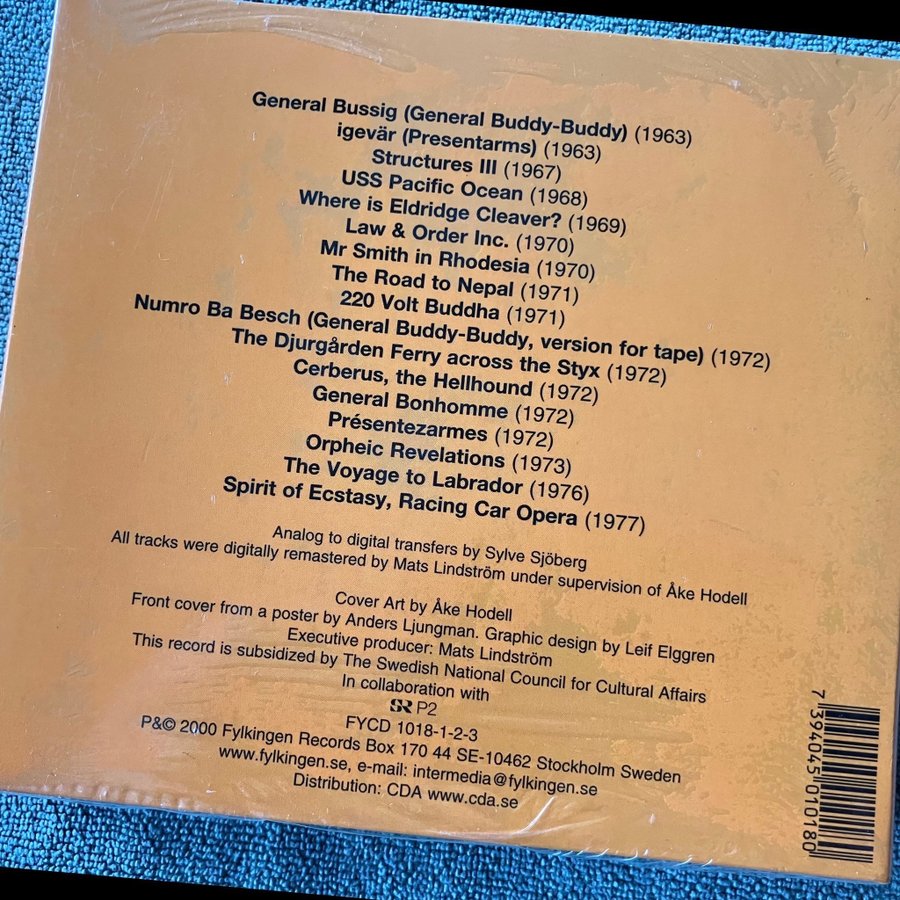 General Bussig (General Buddy-Buddy) (1963)
igevär (Presentarms) (1963)
Structures III (1967)
USS Pacific Ocean (1968)
Where is Eldridge Cleaver? (1969)
Law & Order Inc. (1970)
Mr Smith in Rhodesia (1970)
The Road to Nepal (1971)
220 Volt Buddha (1971)
Numro Ba Besch (General Buddy-Buddy, version for tape) (1972)
The Djurgården Ferry across the Styx (1972)
Cerberus, the Hellhound (1972)
General Bonhomme (1972)
Présentezarmes (1972)
Orpheic Revelations (1973)
The Voyage to Labrador (1976)
Spirit of Ecstasy, Racing Car Opera (1977)
Analog to digital transfers by Sylve Sjöberg
All tracks were digitally remastered by Mats Lindström under supervision of Åke Hodell
Cover Art by Åke Hodell
Front cover from a poster by Anders Ljungman. Graphic design by Leif Elggren
Executive producer: Mats Lindström
This record is subsidized by The Swedish National Council for Cultural Affairs
In collaboration with
SR P2
FYCD 1018-1-2-3
P&© 2000 Fylkingen Records Box 170 44 SE-10462 Stockholm Sweden
www.fylkingen.se, e-mail: intermedia@fylkingen.se
Distribution: CDA www.cda.se
7 394045 010180